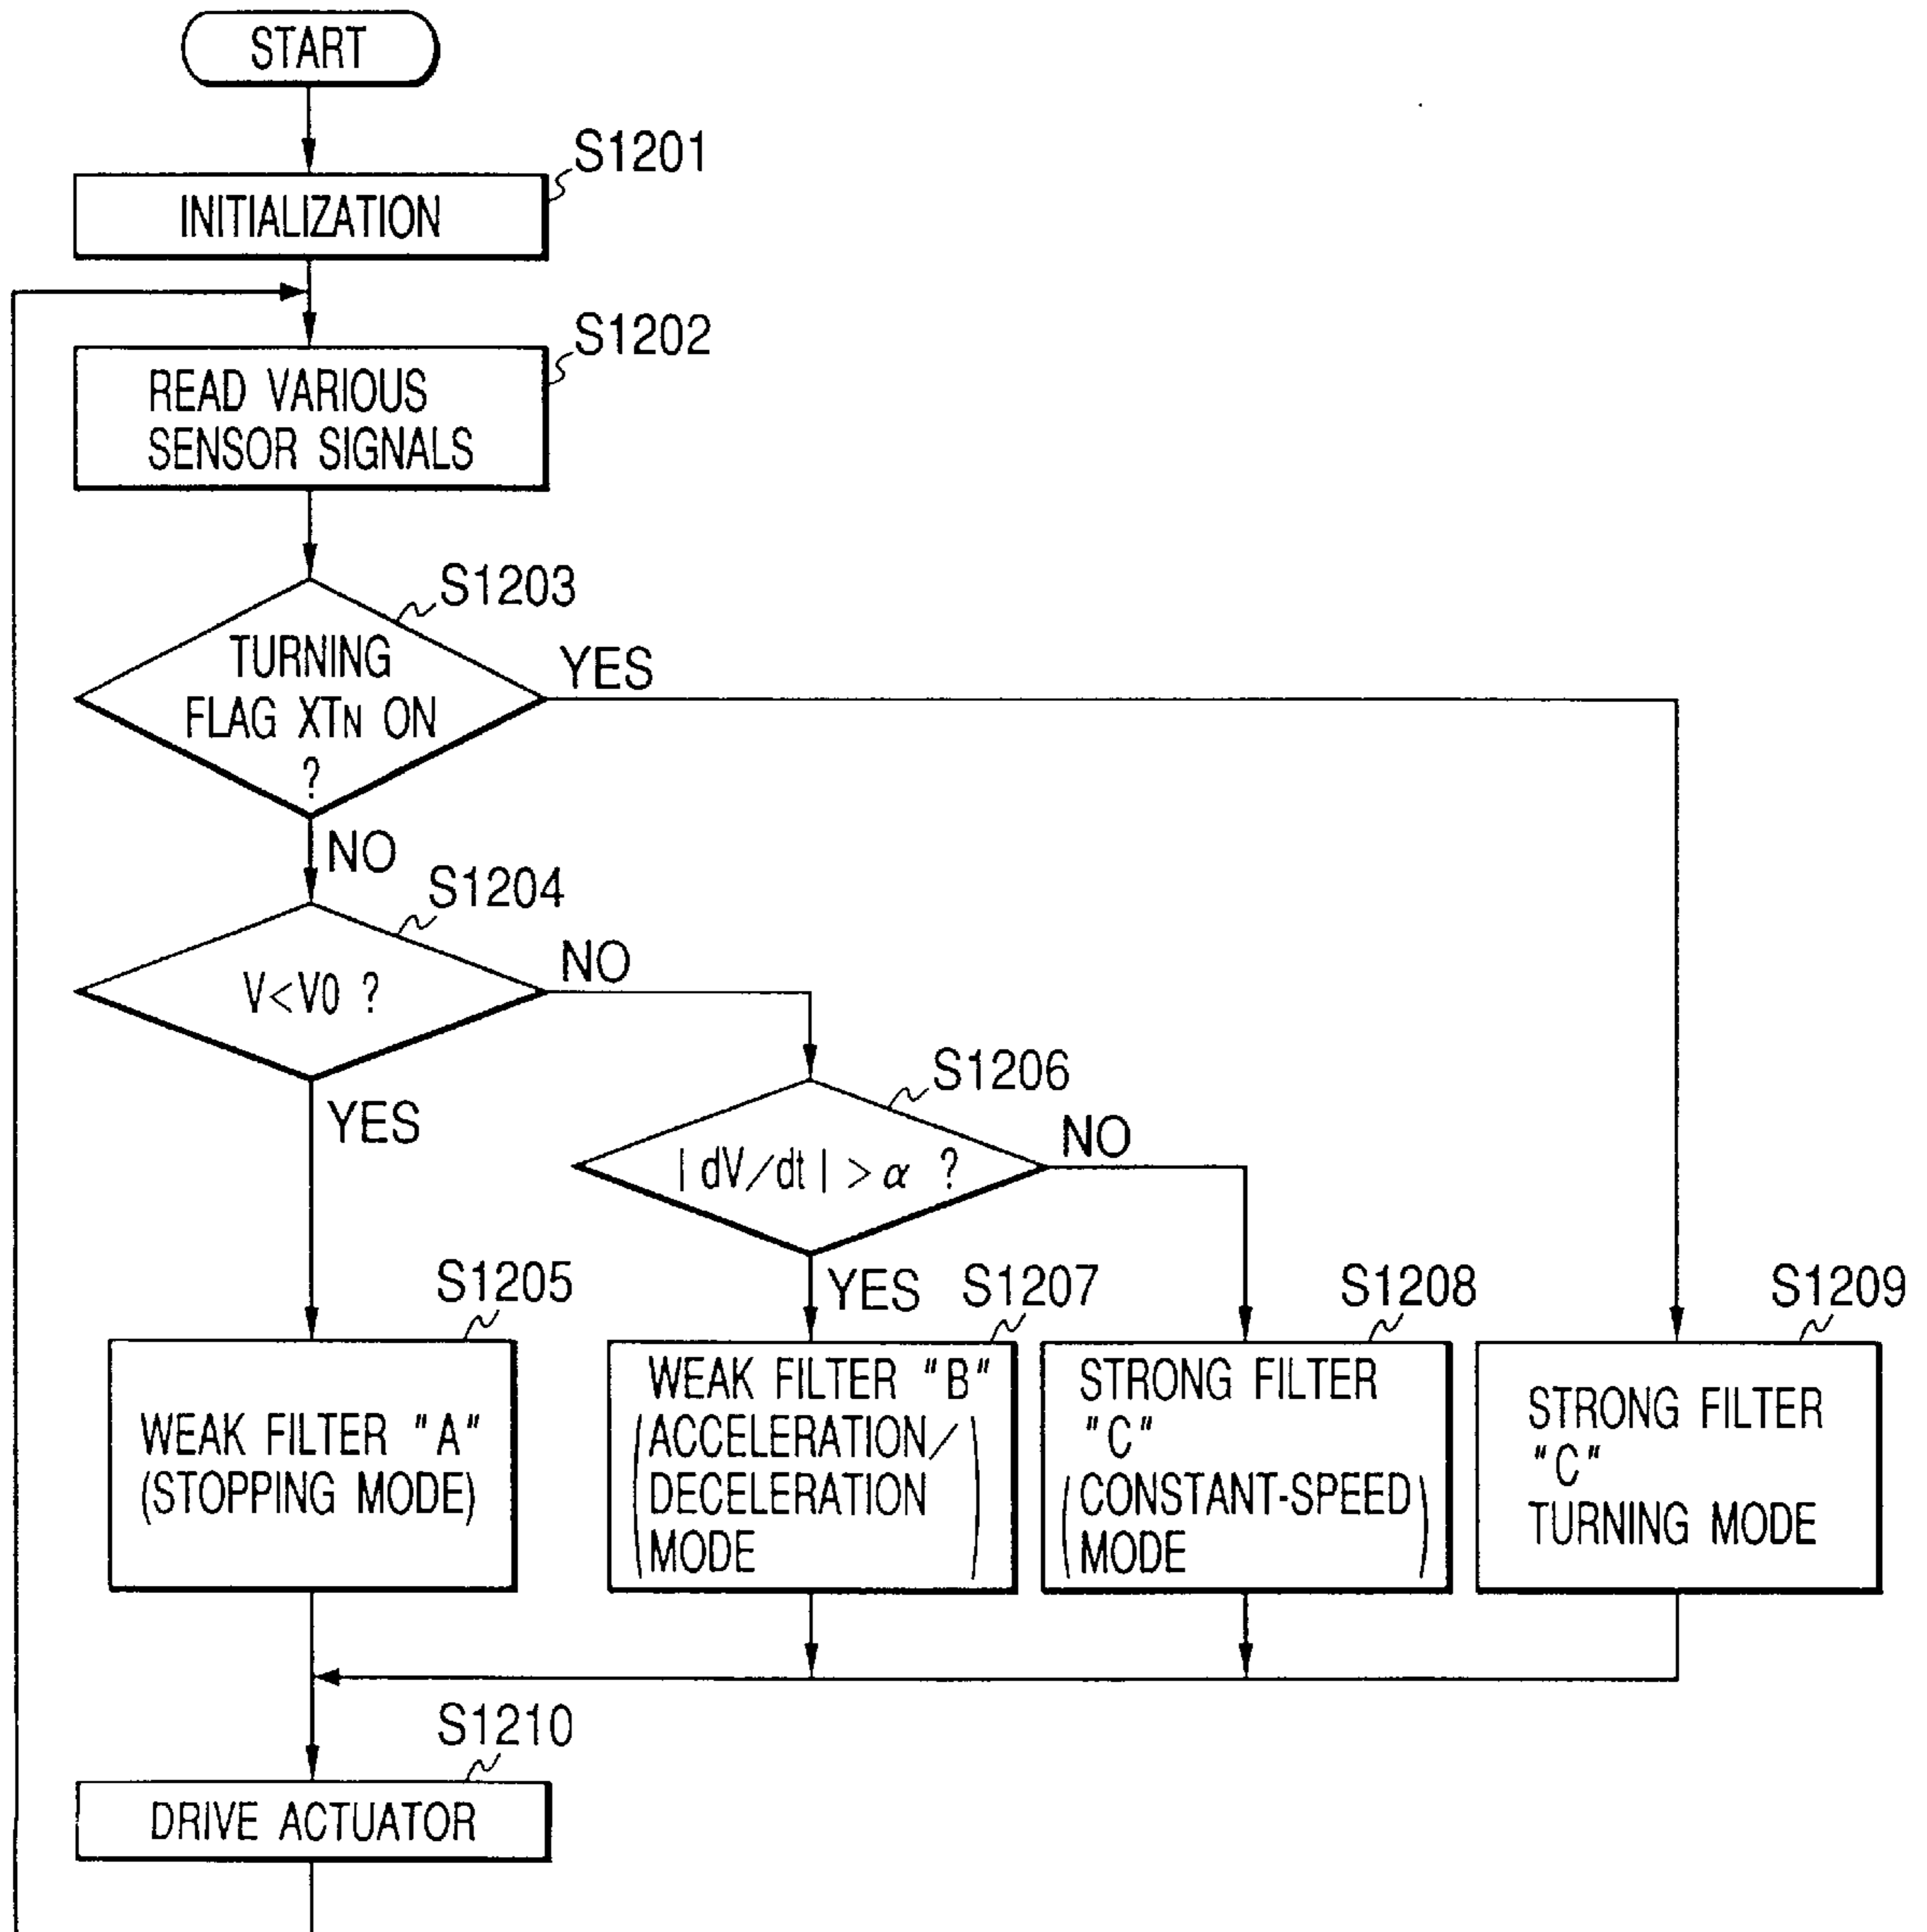 START
S1201
INITIALIZATION
S1202
READ VARIOUS
SENSOR SIGNALS
S1203
TURNING
FLAG XTN ON
?
YES
NO
S1204
V<V0 ?
NO
YES
S1206
|dV/dt|>α ?
NO
YES
S1205
WEAK FILTER "A"
(STOPPING MODE)
S1207
WEAK FILTER "B"
(ACCELERATION/
DECELERATION
MODE)
S1208
STRONG FILTER
"C"
(CONSTANT-SPEED
MODE)
S1209
STRONG FILTER
"C"
TURNING MODE
S1210
DRIVE ACTUATOR